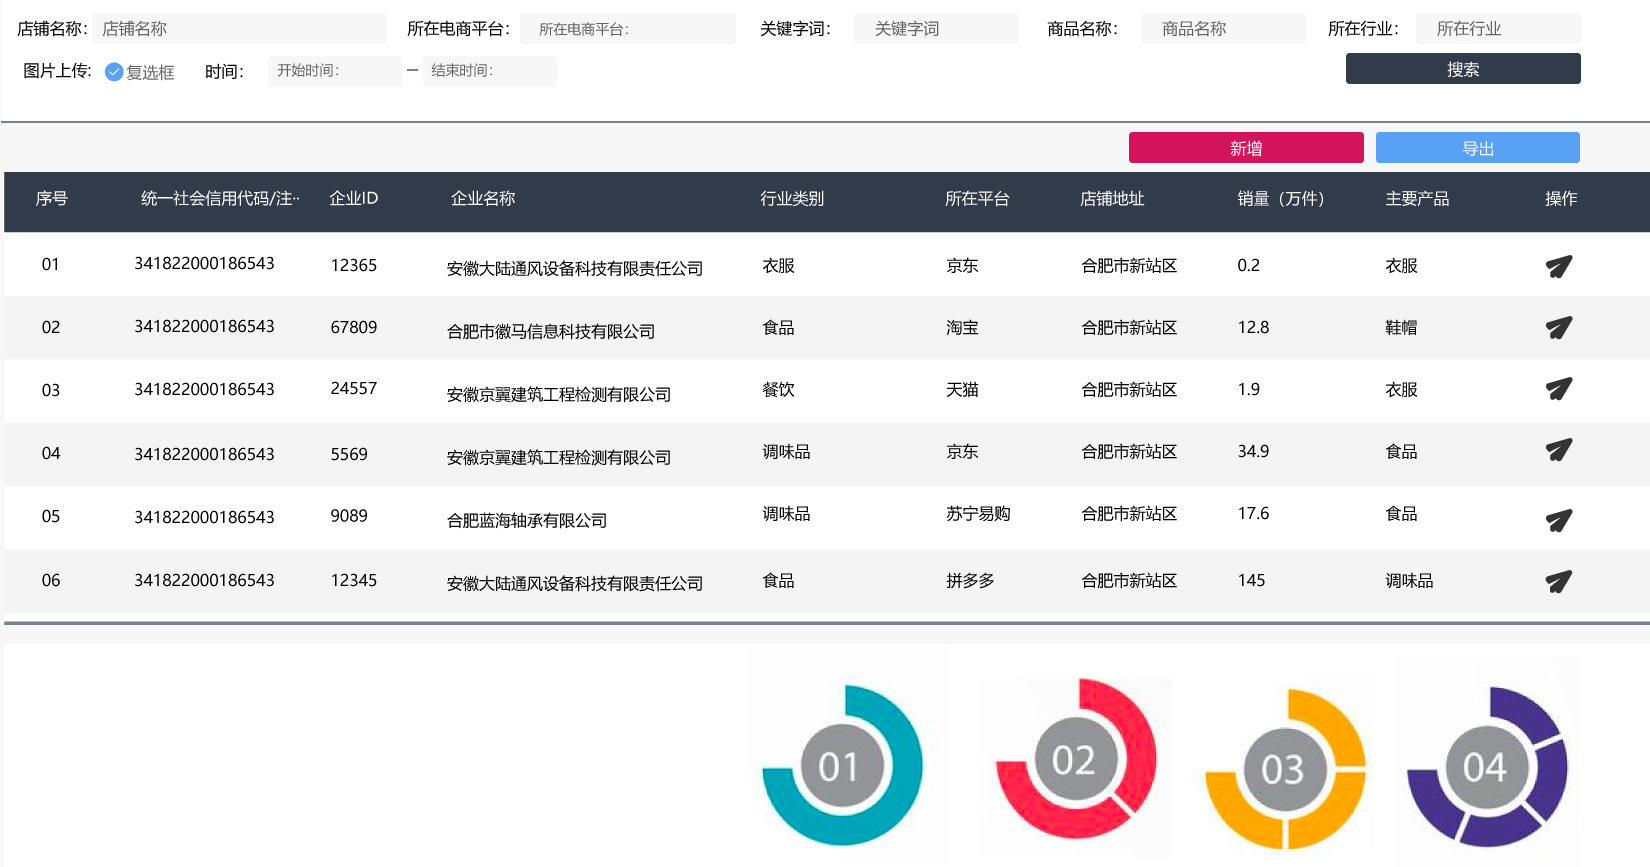 店铺名称： 店铺名称 所在电商平台： 所在电商平台： 关键字词： 关键字词 商品名称： 商品名称 所在行业： 所在行业
图片上传： 复选框 时间： 开始时间： — 结束时间： 搜索
新增 导出
序号 统一社会信用代码/注·· 企业ID 企业名称 行业类别 所在平台 店铺地址 销量（万件） 主要产品 操作
01 341822000186543 12365 安徽大陆通风设备科技有限责任公司 衣服 京东 合肥市新站区 0.2 衣服
02 341822000186543 67809 合肥市徽马信息科技有限公司 食品 淘宝 合肥市新站区 12.8 鞋帽
03 341822000186543 24557 安徽京翼建筑工程检测有限公司 餐饮 天猫 合肥市新站区 1.9 衣服
04 341822000186543 5569 安徽京翼建筑工程检测有限公司 调味品 京东 合肥市新站区 34.9 食品
05 341822000186543 9089 合肥蓝海轴承有限公司 调味品 苏宁易购 合肥市新站区 17.6 食品
06 341822000186543 12345 安徽大陆通风设备科技有限责任公司 食品 拼多多 合肥市新站区 145 调味品
01 02 03 04